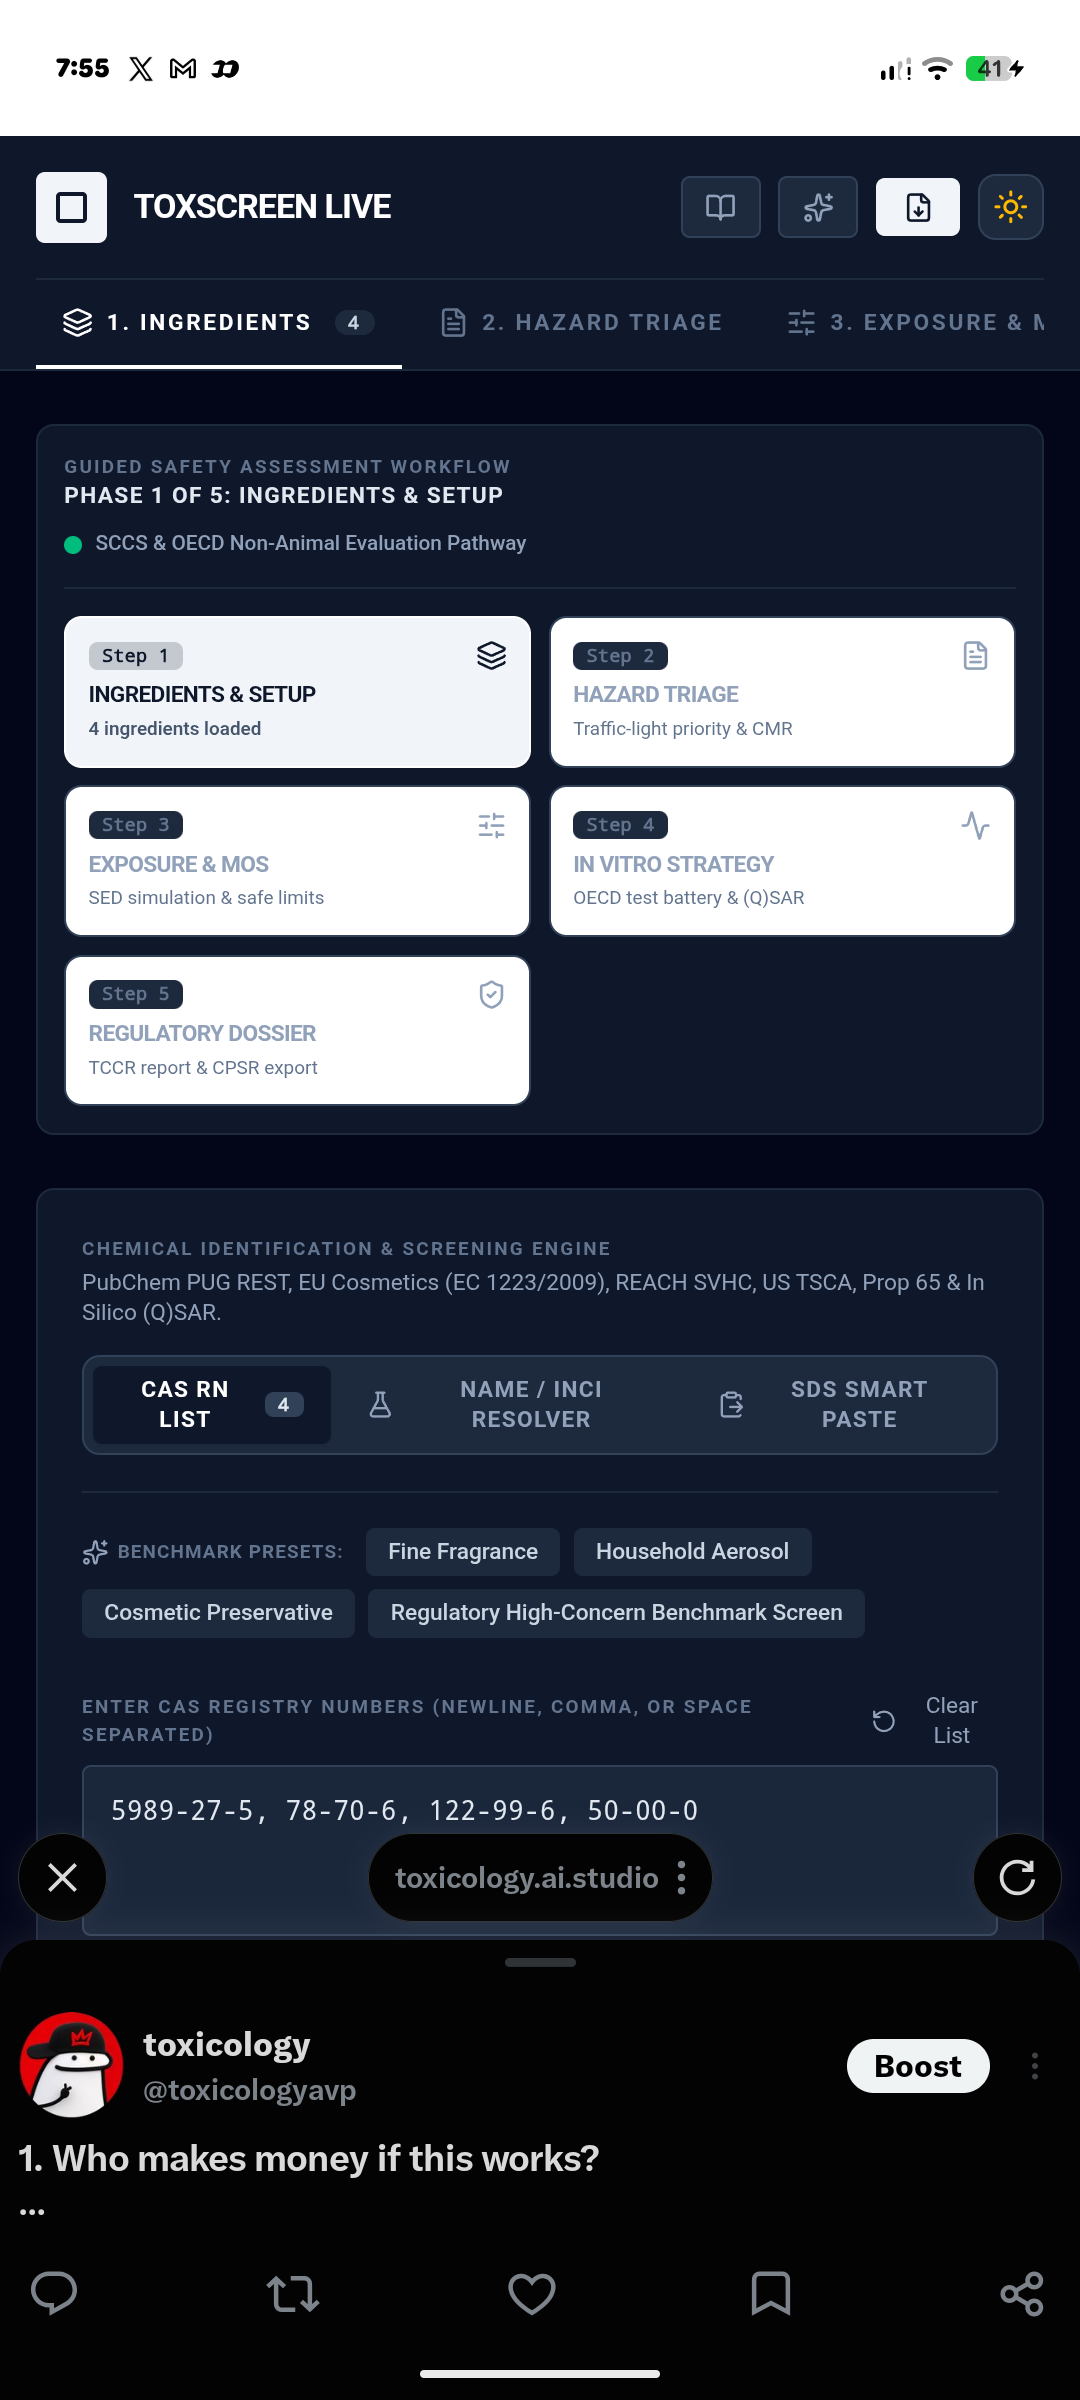 7:55
41
TOXSCREEN LIVE
1. INGREDIENTS 4
2. HAZARD TRIAGE
3. EXPOSURE & M
GUIDED SAFETY ASSESSMENT WORKFLOW
PHASE 1 OF 5: INGREDIENTS & SETUP
SCCS & OECD Non-Animal Evaluation Pathway
Step 1
INGREDIENTS & SETUP
4 ingredients loaded
Step 2
HAZARD TRIAGE
Traffic-light priority & CMR
Step 3
EXPOSURE & MOS
SED simulation & safe limits
Step 4
IN VITRO STRATEGY
OECD test battery & (Q)SAR
Step 5
REGULATORY DOSSIER
TCCR report & CPSR export
CHEMICAL IDENTIFICATION & SCREENING ENGINE
PubChem PUG REST, EU Cosmetics (EC 1223/2009), REACH SVHC, US TSCA, Prop 65 & In
Silico (Q)SAR.
CAS RN
LIST
4
NAME / INCI
RESOLVER
SDS SMART
PASTE
BENCHMARK PRESETS:
Fine Fragrance
Household Aerosol
Cosmetic Preservative
Regulatory High-Concern Benchmark Screen
ENTER CAS REGISTRY NUMBERS (NEWLINE, COMMA, OR SPACE
SEPARATED)
Clear
List
5989-27-5, 78-70-6, 122-99-6, 50-00-0
toxicology.ai.studio
toxicology
@toxicologyavp
Boost
1. Who makes money if this works?
...